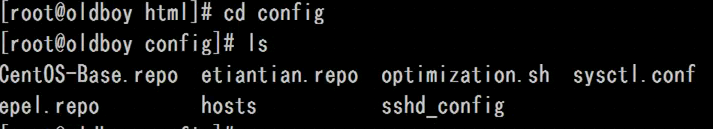 [root@oldboy html]# cd config
[root@oldboy config]# ls
CentOS-Base.repo etiantian.repo optimization.sh sysctl.conf
epel.repo hosts sshd_config